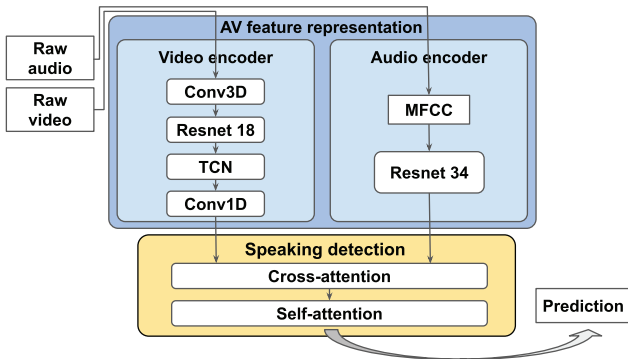 AV feature representation
Raw
audio
Raw
video
Video encoder
Conv3D
Resnet 18
TCN
Conv1D
Audio encoder
MFCC
Resnet 34
Speaking detection
Cross-attention
Self-attention
Prediction